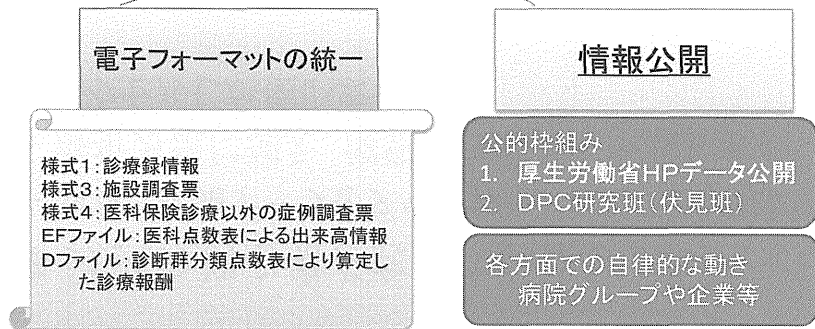 電子フォーマットの統一
様式1:診療録情報
様式3:施設調査票
様式4:医科保険診療以外の症例調査票
EFファイル:医科点数表による出来高情報
Dファイル:診断群分類点数表により算定し
た診療報酬
情報公開
公的枠組み
1. 厚生労働省HPデータ公開
2. DPC研究班(伏見班)
各方面での自律的な動き
病院グループや企業等